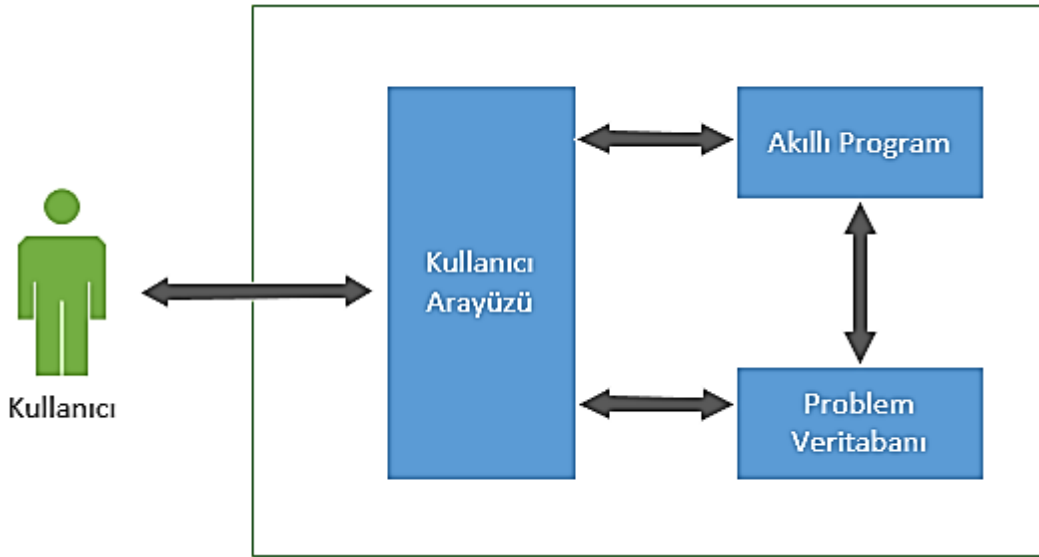 Kullanıcı
Kullanıcı
Arayüzü
Akıllı Program
Problem
Veritabanı